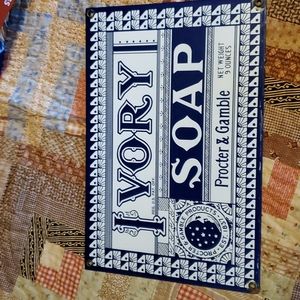 IVORY
SOAP
Procter & Gamble
NET WEIGHT
9 OUNCES